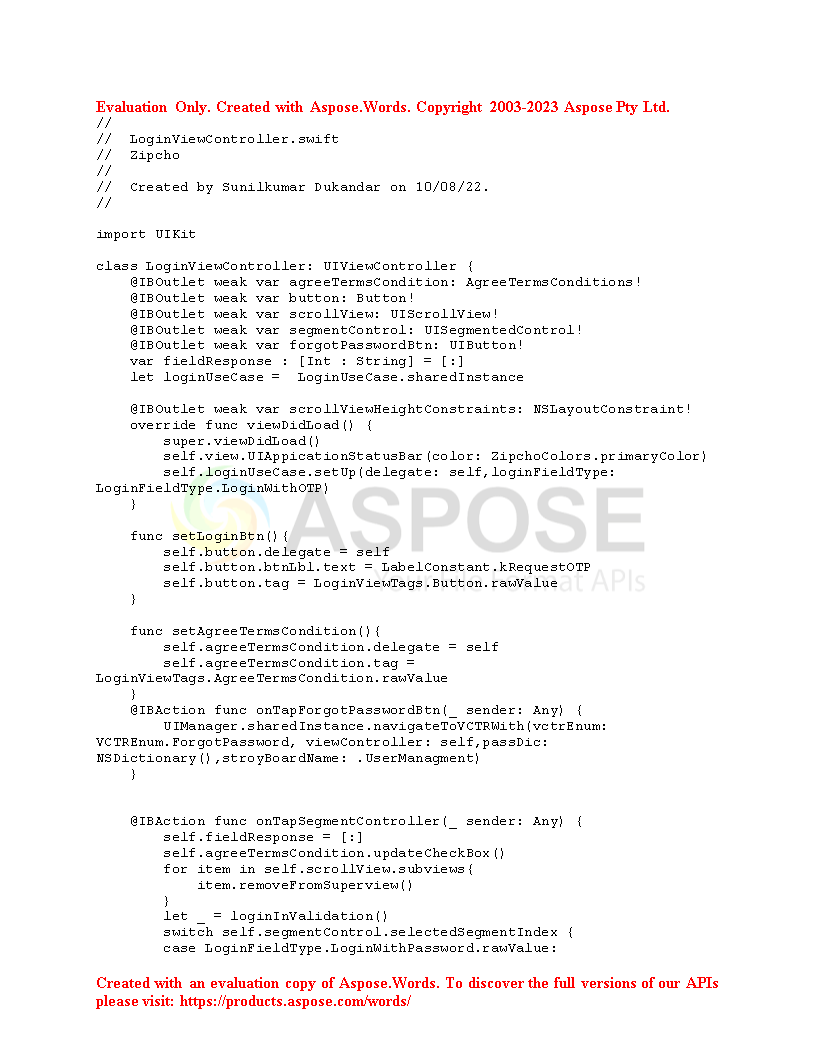 Evaluation Only. Created with Aspose.Words. Copyright 2003-2023 Aspose Pty Ltd.
//
//  LoginViewController.swift
//  Zipcho
//
//  Created by Sunilkumar Dukandar on 10/08/22.
//

import UIKit

class LoginViewController: UIViewController {
    @IBOutlet weak var agreeTermsCondition: AgreeTermsConditions!
    @IBOutlet weak var button: Button!
    @IBOutlet weak var scrollView: UIScrollView!
    @IBOutlet weak var segmentControl: UISegmentedControl!
    @IBOutlet weak var forgotPasswordBtn: UIButton!
    var fieldResponse : [Int : String] = [:]
    let loginUseCase =  LoginUseCase.sharedInstance

    @IBOutlet weak var scrollViewHeightConstraints: NSLayoutConstraint!
    override func viewDidLoad() {
        super.viewDidLoad()
        self.view.UIAppicationStatusBar(color: ZipchoColors.primaryColor)
        self.loginUseCase.setUp(delegate: self,loginFieldType:
LoginFieldType.LoginWithOTP)
    }
ASPOSE

    func setLoginBtn(){
        self.button.delegate = self
        self.button.btnLbl.text = LabelConstant.kRequestOTP
        self.button.tag = LoginViewTags.Button.rawValue
    }

    func setAgreeTermsCondition(){
        self.agreeTermsCondition.delegate = self
        self.agreeTermsCondition.tag =
LoginViewTags.AgreeTermsCondition.rawValue
    }
    @IBAction func onTapForgotPasswordBtn(_ sender: Any) {
        UIManager.sharedInstance.navigateToVCTRWith(vctrEnum:
VCTREnum.ForgotPassword, viewController: self,passDic:
NSDictionary(),stroyBoardName: .UserManagment)
    }


    @IBAction func onTapSegmentController(_ sender: Any) {
        self.fieldResponse = [:]
        self.agreeTermsCondition.updateCheckBox()
        for item in self.scrollView.subviews{
            item.removeFromSuperview()
        }
        let _ = loginInValidation()
        switch self.segmentControl.selectedSegmentIndex {
        case LoginFieldType.LoginWithPassword.rawValue:

Created with an evaluation copy of Aspose.Words. To discover the full versions of our APIs
please visit: https://products.aspose.com/words/